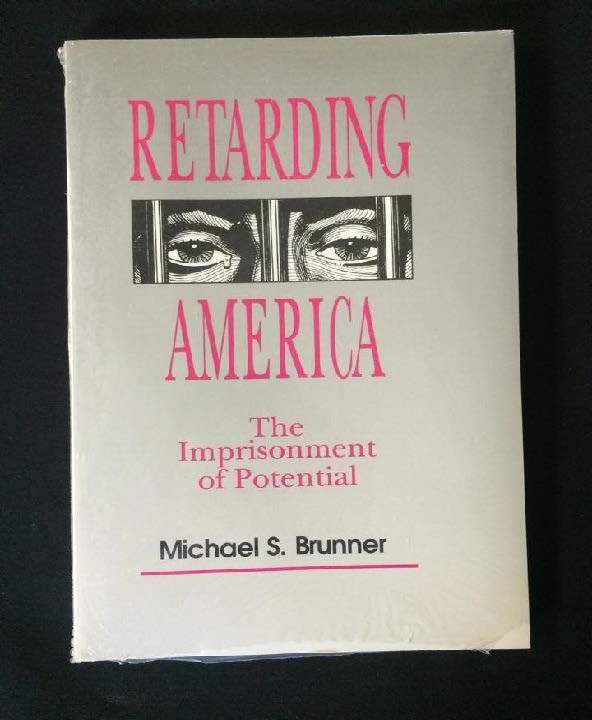 RETARDING
AMERICA
The
Imprisonment
of Potential
Michael S. Brunner